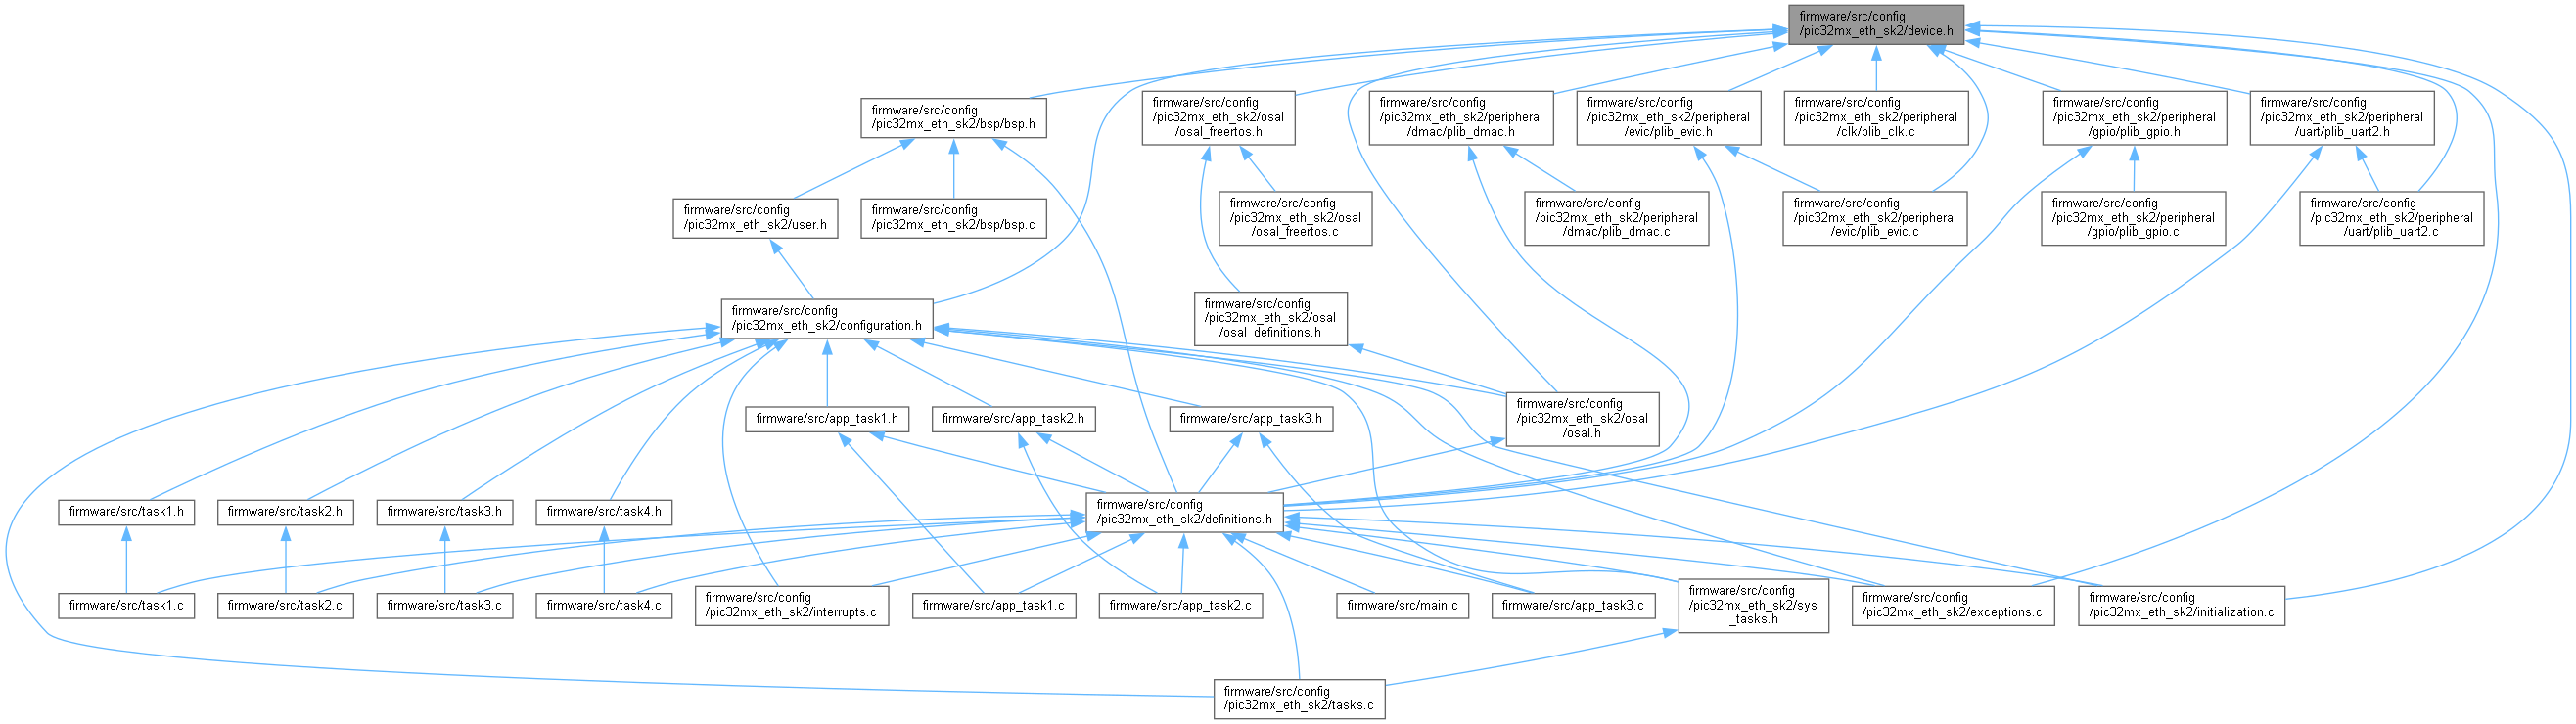 firmware/src/config
/pic32mx_eth_sk2/device.h
firmware/src/config
/pic32mx_eth_sk2/bsp/bsp.h
firmware/src/config
/pic32mx_eth_sk2/osal
/osal_freertos.h
firmware/src/config
/pic32mx_eth_sk2/peripheral
/dmac/plib_dmac.h
firmware/src/config
/pic32mx_eth_sk2/peripheral
/evic/plib_evic.h
firmware/src/config
/pic32mx_eth_sk2/peripheral
/clk/plib_clk.c
firmware/src/config
/pic32mx_eth_sk2/peripheral
/gpio/plib_gpio.h
firmware/src/config
/pic32mx_eth_sk2/peripheral
/uart/plib_uart2.h
firmware/src/config
/pic32mx_eth_sk2/user.h
firmware/src/config
/pic32mx_eth_sk2/bsp/bsp.c
firmware/src/config
/pic32mx_eth_sk2/osal
/osal_freertos.c
firmware/src/config
/pic32mx_eth_sk2/peripheral
/dmac/plib_dmac.c
firmware/src/config
/pic32mx_eth_sk2/peripheral
/evic/plib_evic.c
firmware/src/config
/pic32mx_eth_sk2/peripheral
/gpio/plib_gpio.c
firmware/src/config
/pic32mx_eth_sk2/peripheral
/uart/plib_uart2.c
firmware/src/config
/pic32mx_eth_sk2/configuration.h
firmware/src/config
/pic32mx_eth_sk2/osal
/osal_definitions.h
firmware/src/app_task1.h
firmware/src/app_task2.h
firmware/src/app_task3.h
firmware/src/config
/pic32mx_eth_sk2/osal
/osal.h
firmware/src/task1.h
firmware/src/task2.h
firmware/src/task3.h
firmware/src/task4.h
firmware/src/config
/pic32mx_eth_sk2/definitions.h
firmware/src/task1.c
firmware/src/task2.c
firmware/src/task3.c
firmware/src/task4.c
firmware/src/config
/pic32mx_eth_sk2/interrupts.c
firmware/src/app_task1.c
firmware/src/app_task2.c
firmware/src/main.c
firmware/src/app_task3.c
firmware/src/config
/pic32mx_eth_sk2/sys
_tasks.h
firmware/src/config
/pic32mx_eth_sk2/exceptions.c
firmware/src/config
/pic32mx_eth_sk2/initialization.c
firmware/src/config
/pic32mx_eth_sk2/tasks.c